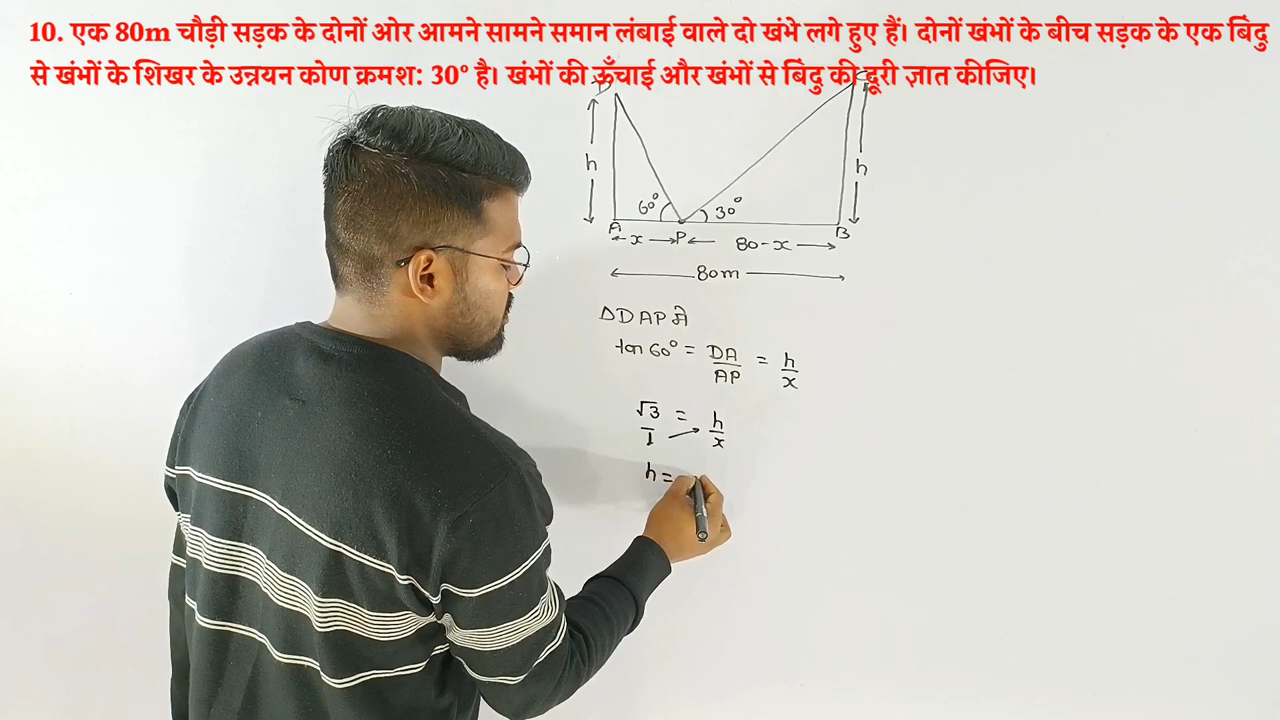 10. एक 80m चौड़ी सड़क के दोनों ओर आमने सामने समान लंबाई वाले दो खंभे लगे हुए हैं। दोनों खंभों के बीच सड़क के एक बिंदु
से खंभों के शिखर के उन्नयन कोण क्रमश: 30° है। खंभों की ऊँचाई और खंभों से बिंदु की दूरी ज्ञात कीजिए।
D C
h h
60° 30°
A P B
x 80-x
80m
ΔDAP में
tan 60° = DA/AP = h/x
√3/1 = h/x
h =